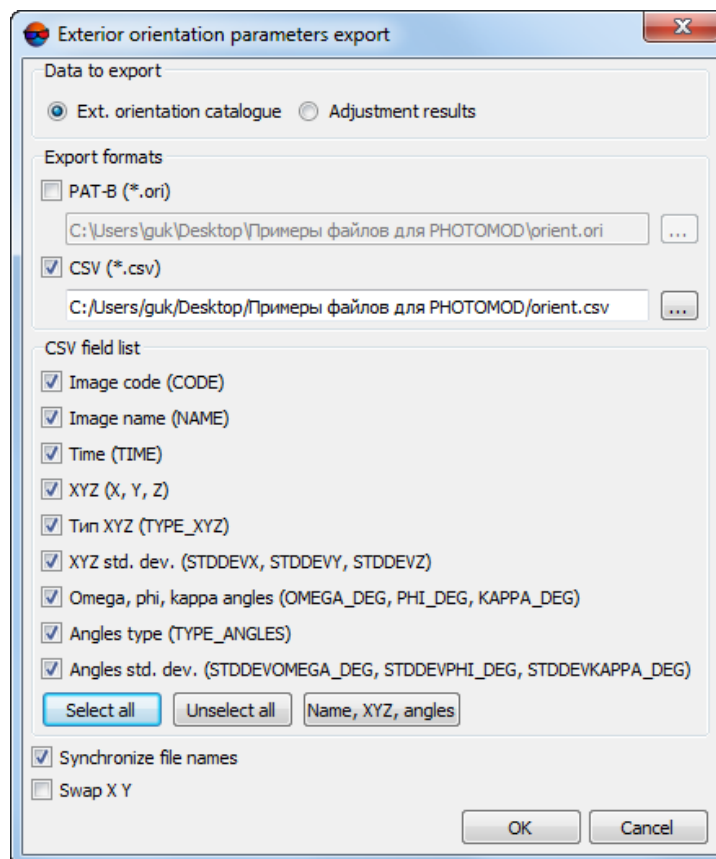 Exterior orientation parameters export
Data to export
Ext. orientation catalogue Adjustment results
Export formats
PAT-B (*.ori)
C:\Users\guk\Desktop\Примеры файлов для PHOTOMOD\orient.ori ...
CSV (*.csv)
C:/Users/guk/Desktop/Примеры файлов для PHOTOMOD/orient.csv ...
CSV field list
Image code (CODE)
Image name (NAME)
Time (TIME)
XYZ (X, Y, Z)
Тип XYZ (TYPE_XYZ)
XYZ std. dev. (STDDEVX, STDDEVY, STDDEVZ)
Omega, phi, kappa angles (OMEGA_DEG, PHI_DEG, KAPPA_DEG)
Angles type (TYPE_ANGLES)
Angles std. dev. (STDDEVOMEGA_DEG, STDDEVPHI_DEG, STDDEVKAPPA_DEG)
Select all Unselect all Name, XYZ, angles
Synchronize file names
Swap X Y
OK Cancel